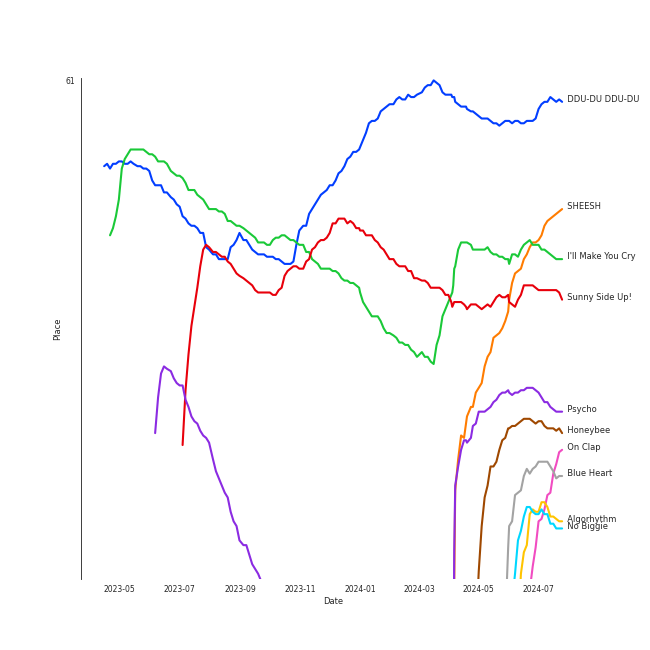 61
DDU-DU DDU-DU
SHEESH
I'll Make You Cry
Sunny Side Up!
Place
Psycho
Honeybee
On Clap
Blue Heart
Algorhythm
No Biggie
2023-05 2023-07 2023-09 2023-11 2024-01 2024-03 2024-05 2024-07
Date